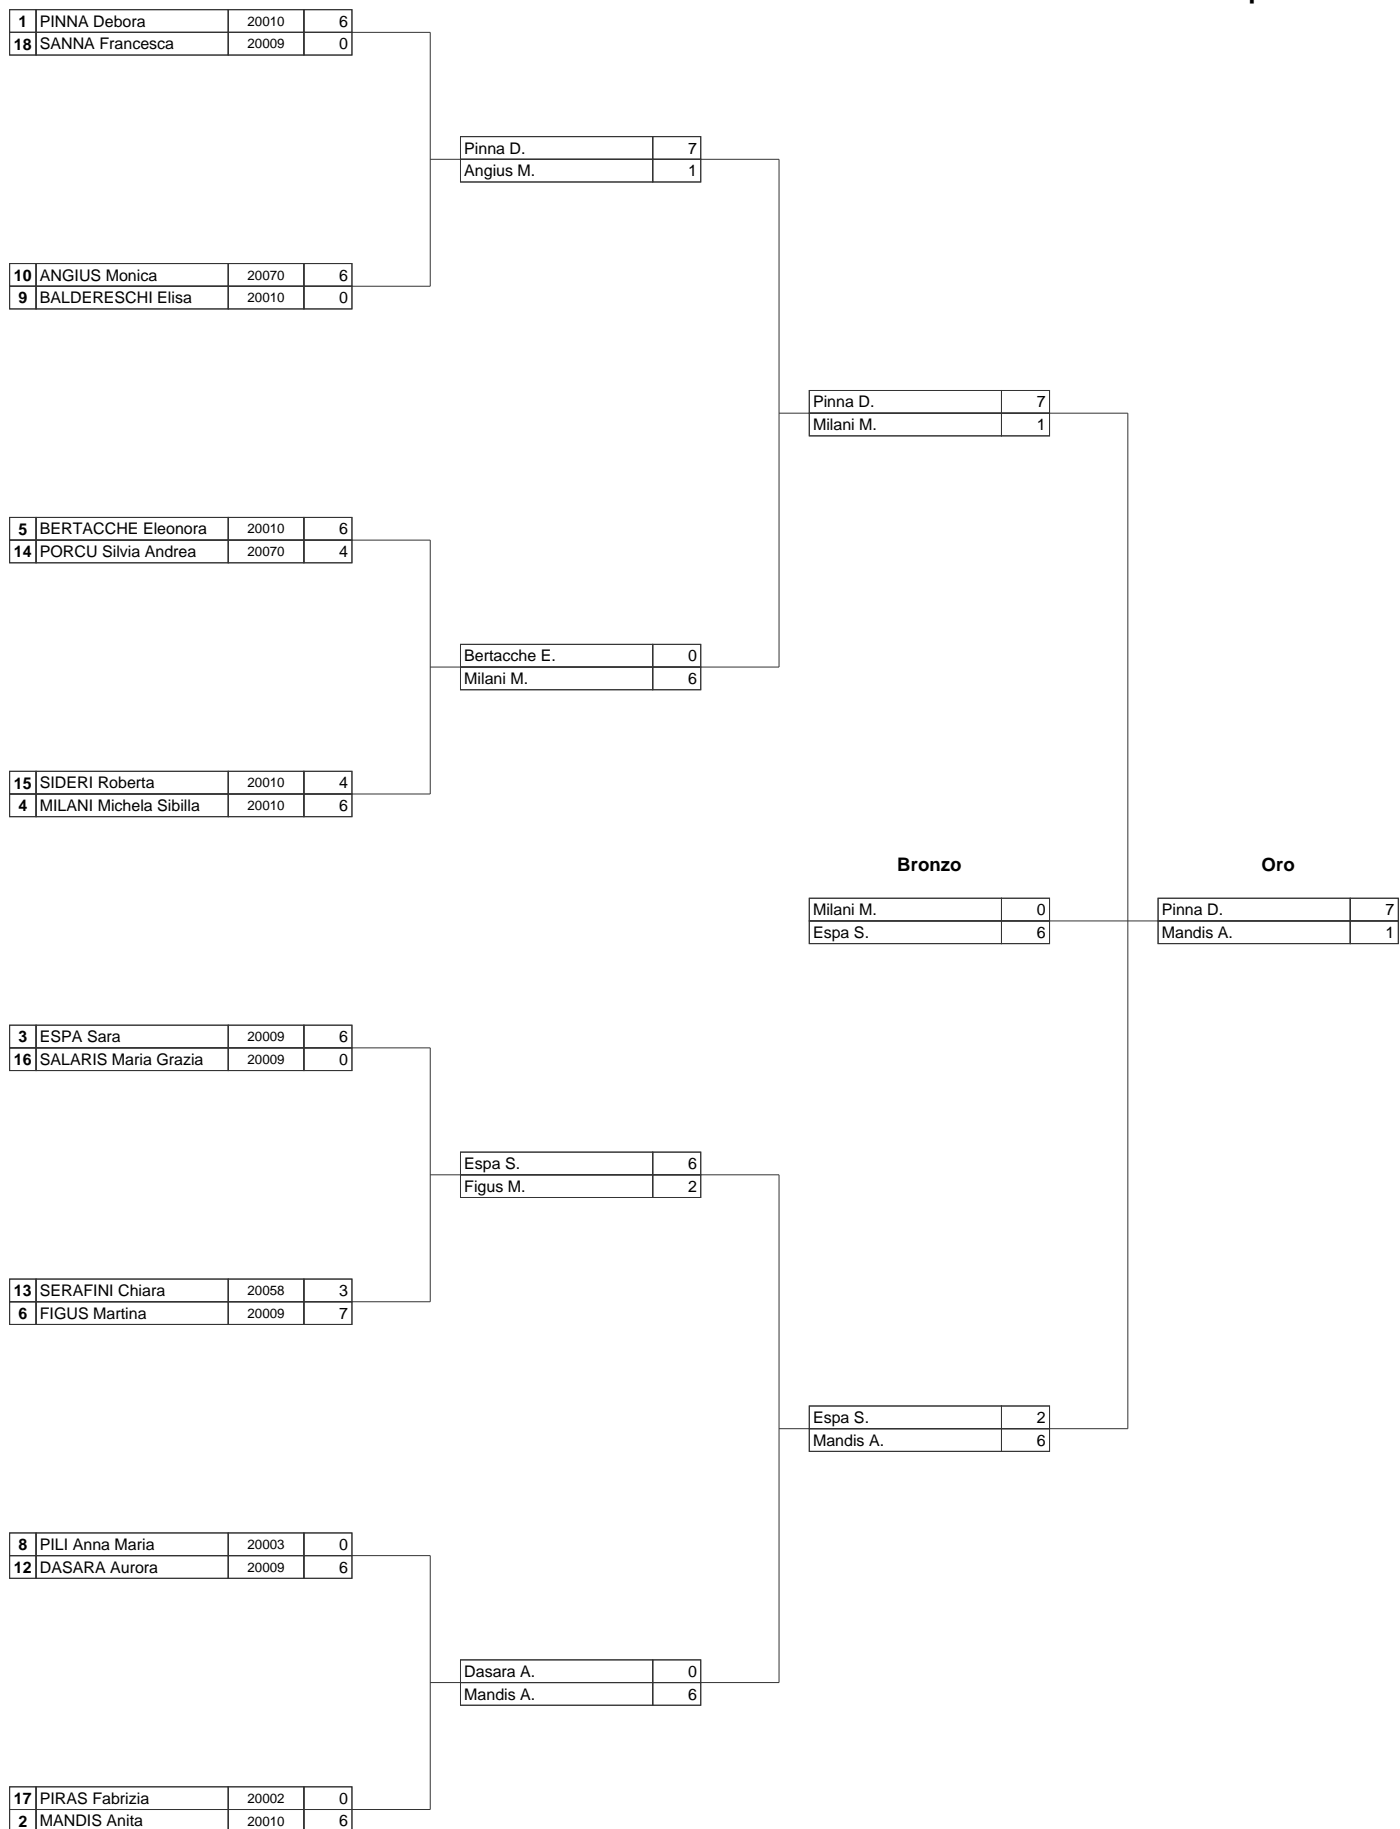 1 PINNA Debora 20010 6
18 SANNA Francesca 20009 0
Pinna D. 7
Angius M. 1
10 ANGIUS Monica 20070 6
9 BALDERESCHI Elisa 20010 0
Pinna D. 7
Milani M. 1
5 BERTACCHE Eleonora 20010 6
14 PORCU Silvia Andrea 20070 4
Bertacche E. 0
Milani M. 6
15 SIDERI Roberta 20010 4
4 MILANI Michela Sibilla 20010 6
Bronzo Oro
Milani M. 0 Pinna D. 7
Espa S. 6 Mandis A. 1
3 ESPA Sara 20009 6
16 SALARIS Maria Grazia 20009 0
Espa S. 6
Figus M. 2
13 SERAFINI Chiara 20058 3
6 FIGUS Martina 20009 7
Espa S. 2
Mandis A. 6
8 PILI Anna Maria 20003 0
12 DASARA Aurora 20009 6
Dasara A. 0
Mandis A. 6
17 PIRAS Fabrizia 20002 0
2 MANDIS Anita 20010 6